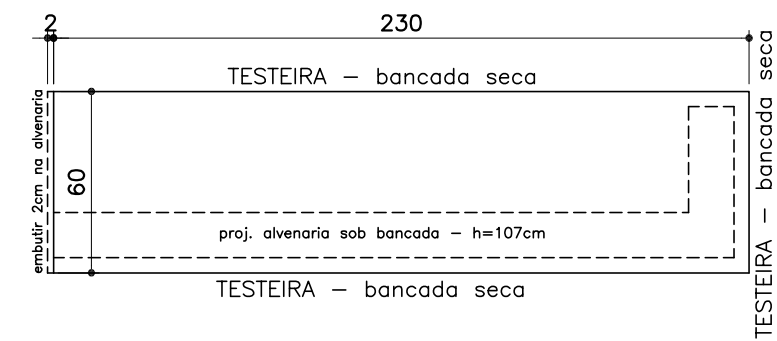 2
230
TESTEIRA – bancada seca
embutir 2cm na alvenaria
60
proj. alvenaria sob bancada – h=107cm
TESTEIRA – bancada seca
TESTEIRA – bancada seca